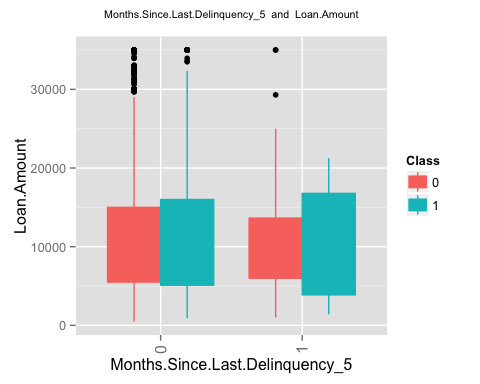 Months.Since.Last.Delinquency_5 and Loan.Amount
Loan.Amount
30000
20000
10000
0
0
1
Months.Since.Last.Delinquency_5
Class
0
1